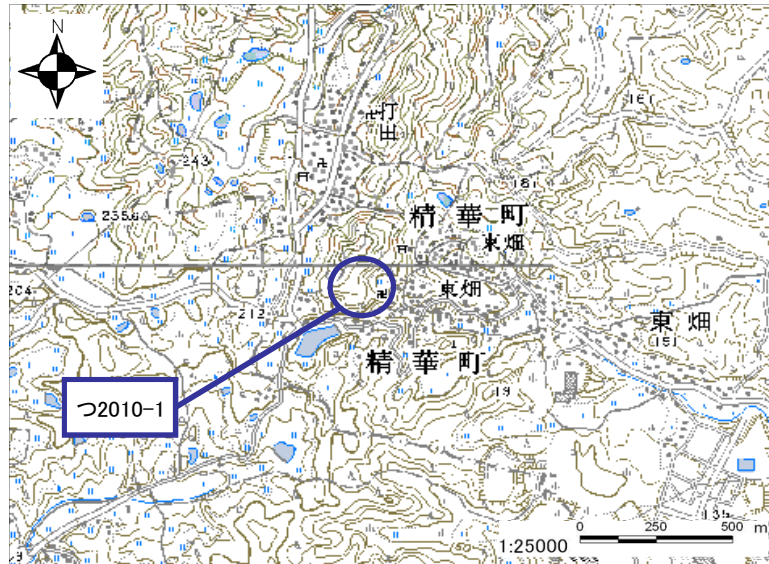 N
打田
161
243
181
精華町
235.6
東畑
東畑
204
212
東畑
151
精華町
つ2010-1
19
135
0 250 500 m
1:25000